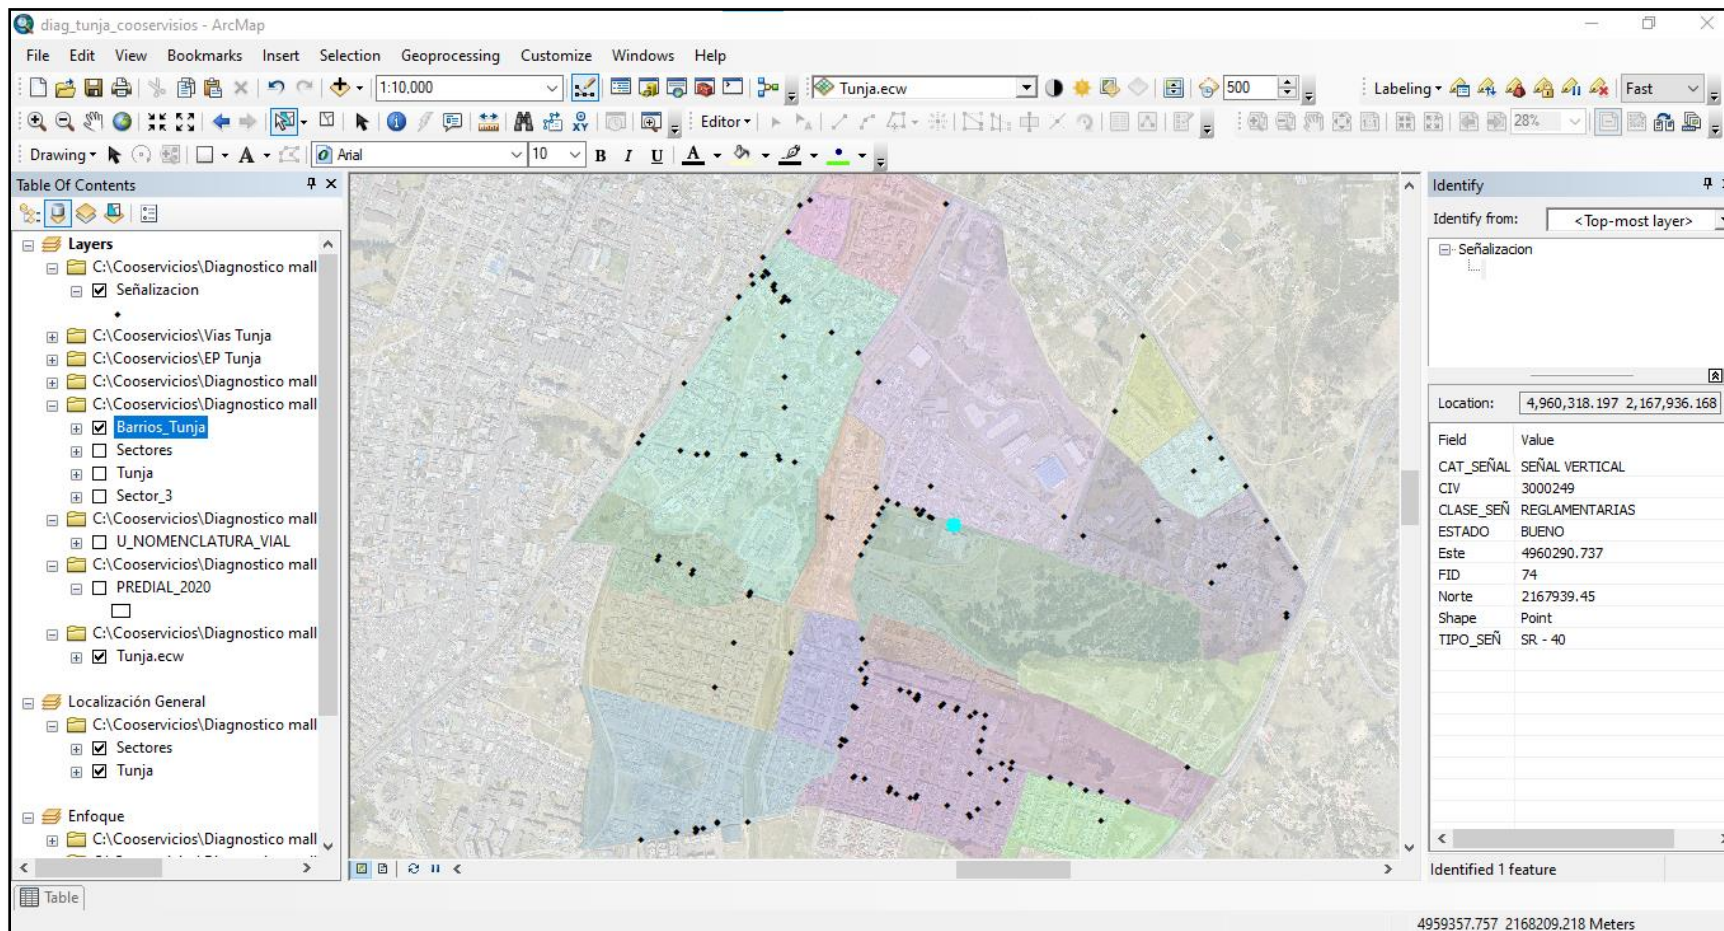 diag_tunja_cooservisios - ArcMap
File Edit View Bookmarks Insert Selection Geoprocessing Customize Windows Help
1:10,000 Tunja.ecw 500 Labeling Fast
Editor 28%
Drawing A Arial 10 B I U A
Table Of Contents
Layers
C:\Cooservicios\Diagnostico mall
Señalizacion
C:\Cooservicios\Vias Tunja
C:\Cooservicios\EP Tunja
C:\Cooservicios\Diagnostico mall
C:\Cooservicios\Diagnostico mall
Barrios_Tunja
Sectores
Tunja
Sector_3
C:\Cooservicios\Diagnostico mall
U_NOMENCLATURA_VIAL
C:\Cooservicios\Diagnostico mall
PREDIAL_2020
C:\Cooservicios\Diagnostico mall
Tunja.ecw
Localización General
C:\Cooservicios\Diagnostico mall
Sectores
Tunja
Enfoque
C:\Cooservicios\Diagnostico mall
Table
Identify
Identify from: <Top-most layer>
Señalizacion
Location: 4,960,318.197 2,167,936.168
Field Value
CAT_SEÑAL SEÑAL VERTICAL
CIV 3000249
CLASE_SEÑ REGLAMENTARIAS
ESTADO BUENO
Este 4960290.737
FID 74
Norte 2167939.45
Shape Point
TIPO_SEÑ SR - 40
Identified 1 feature
4959357.757 2168209.218 Meters